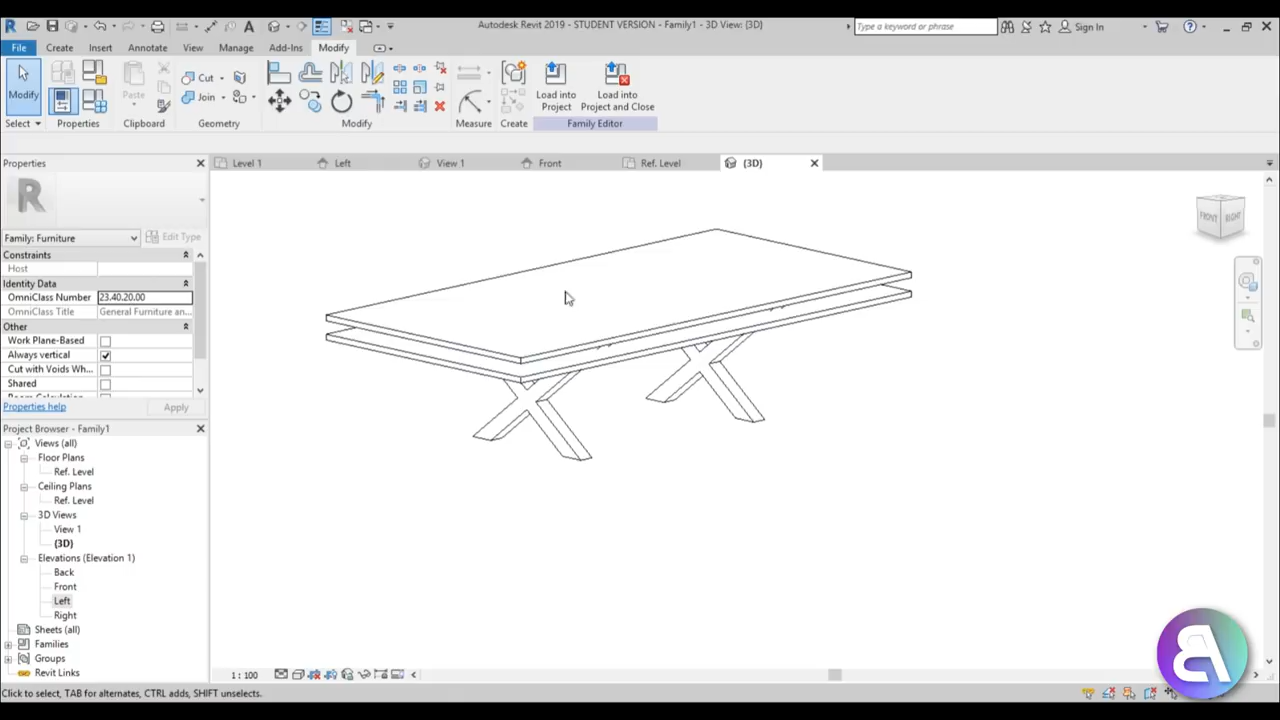 Autodesk Revit 2019 - STUDENT VERSION - Family1 - 3D View: {3D}
Type a keyword or phrase
Sign In
File Create Insert Annotate View Manage Add-Ins Modify
Modify
Paste
Cut
Join
Load into Project
Load into Project and Close
Select Properties Clipboard Geometry Modify Measure Create Family Editor
Properties
Level 1 Left View 1 Front Ref. Level {3D}
Family: Furniture
Edit Type
Constraints
Host
Identity Data
OmniClass Number 23.40.20.00
OmniClass Title General Furniture an...
Other
Work Plane-Based
Always vertical
Cut with Voids Wh...
Shared
Properties help
Apply
Project Browser - Family1
Views (all)
Floor Plans
Ref. Level
Ceiling Plans
Ref. Level
3D Views
View 1
{3D}
Elevations (Elevation 1)
Back
Front
Left
Right
Sheets (all)
Families
Groups
Revit Links
FRONT RIGHT
1 : 100
Click to select, TAB for alternates, CTRL adds, SHIFT unselects.